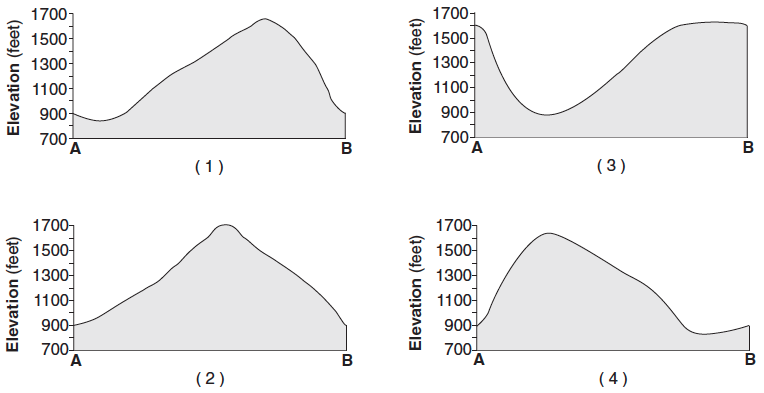 Elevation (feet)
1700
1500
1300
1100
900
700
A
B
( 1 )
Elevation (feet)
1700
1500
1300
1100
900
700
A
B
( 3 )
Elevation (feet)
1700
1500
1300
1100
900
700
A
B
( 2 )
Elevation (feet)
1700
1500
1300
1100
900
700
A
B
( 4 )